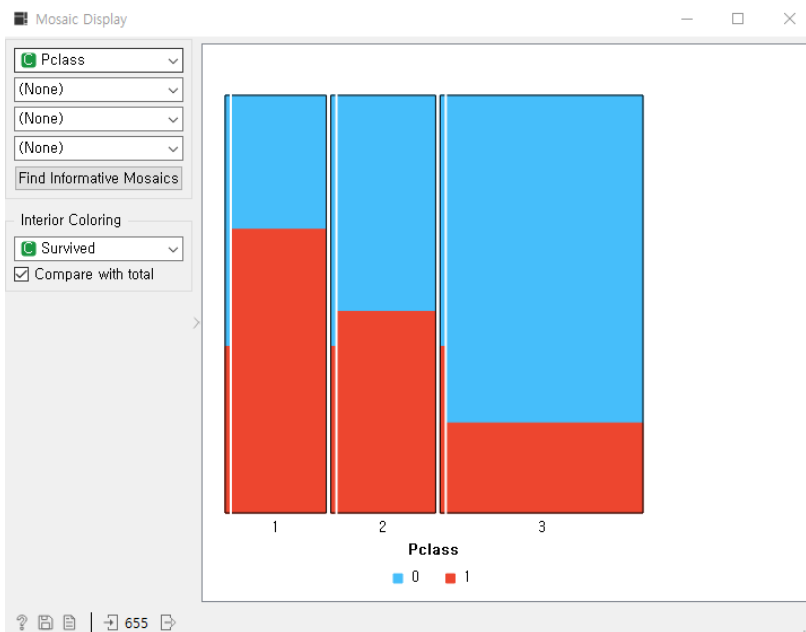 Mosaic Display
C Pclass
(None)
(None)
(None)
Find Informative Mosaics
Interior Coloring
C Survived
Compare with total
1 2 3
Pclass
0 1
? 655